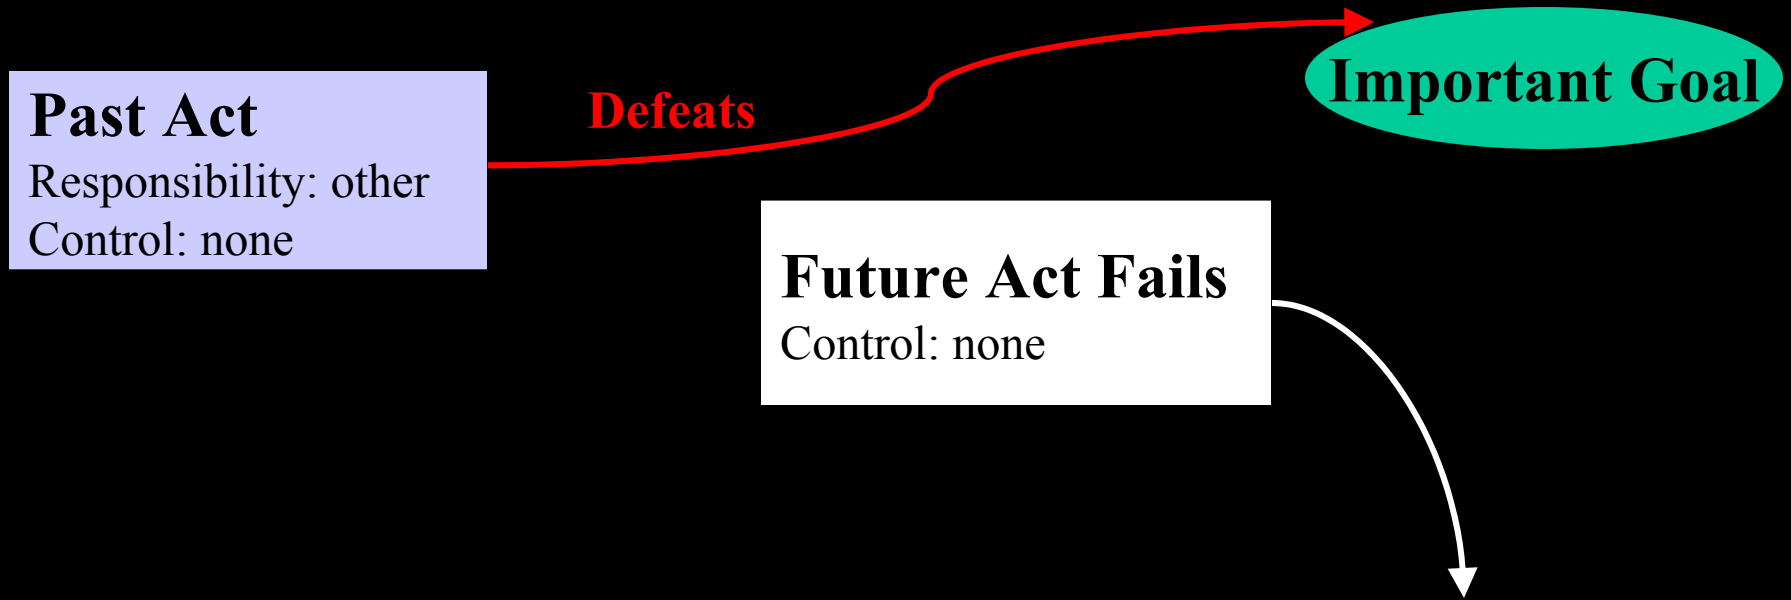 Past Act
Responsibility: other
Control: none
Defeats
Important Goal
Future Act Fails
Control: none